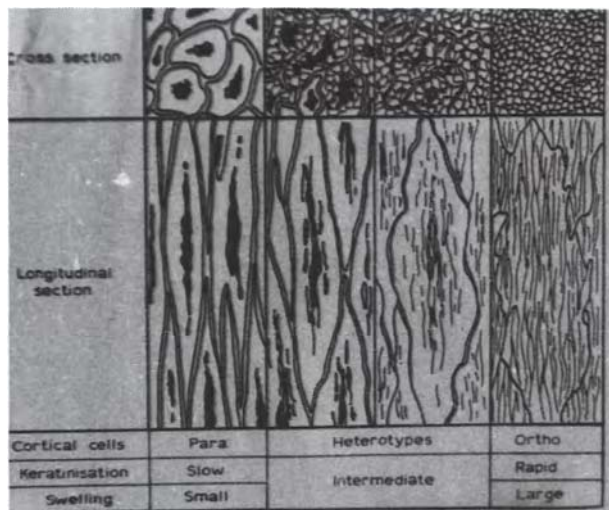 Cross section
Longitudinal
section
Cortical cells Para Heterotypes Ortho
Keratinisation Slow Intermediate Rapid
Swelling Small Large